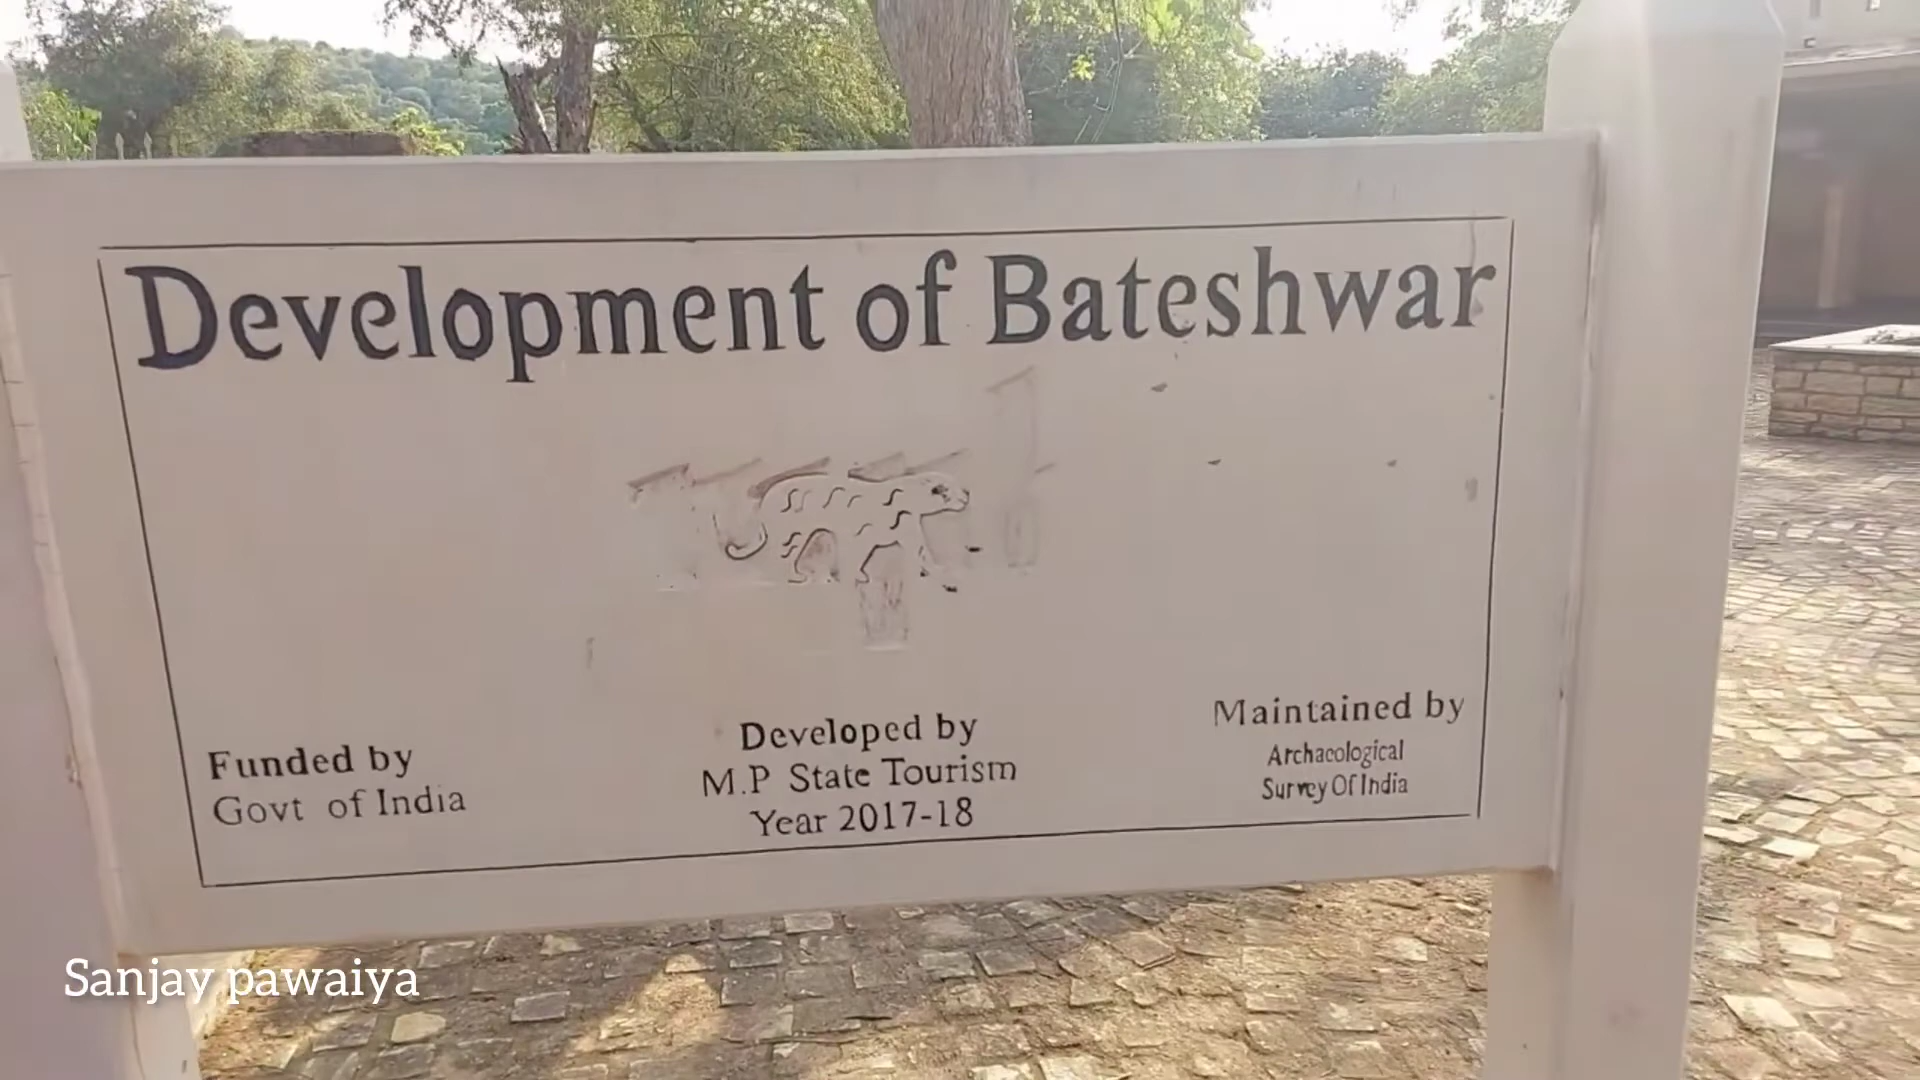 Development of Bateshwar
Funded by
Govt of India
Developed by
M.P State Tourism
Year 2017-18
Maintained by
Archaeological
Survey Of India
Sanjay pawaiya